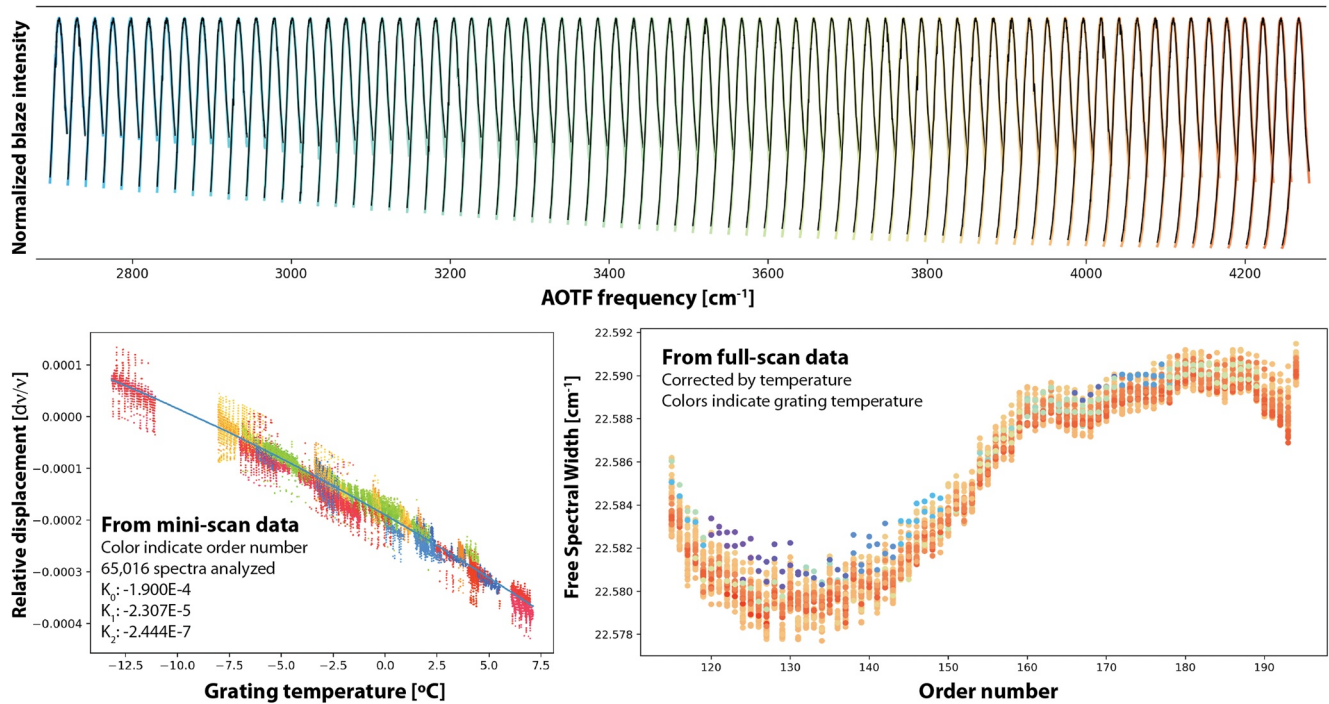 Normalized blaze intensity
2800 3000 3200 3400 3600 3800 4000 4200
AOTF frequency [cm⁻¹]
Relative displacement [dν/ν]
0.0001
0.0000
−0.0001
−0.0002
−0.0003
−0.0004
From mini-scan data
Color indicate order number
65,016 spectra analyzed
K₀: -1.900E-4
K₁: -2.307E-5
K₂: -2.444E-7
−12.5 −10.0 −7.5 −5.0 −2.5 0.0 2.5 5.0 7.5
Grating temperature [ºC]
Free Spectral Width [cm⁻¹]
22.592
22.590
22.588
22.586
22.584
22.582
22.580
22.578
From full-scan data
Corrected by temperature
Colors indicate grating temperature
120 130 140 150 160 170 180 190
Order number